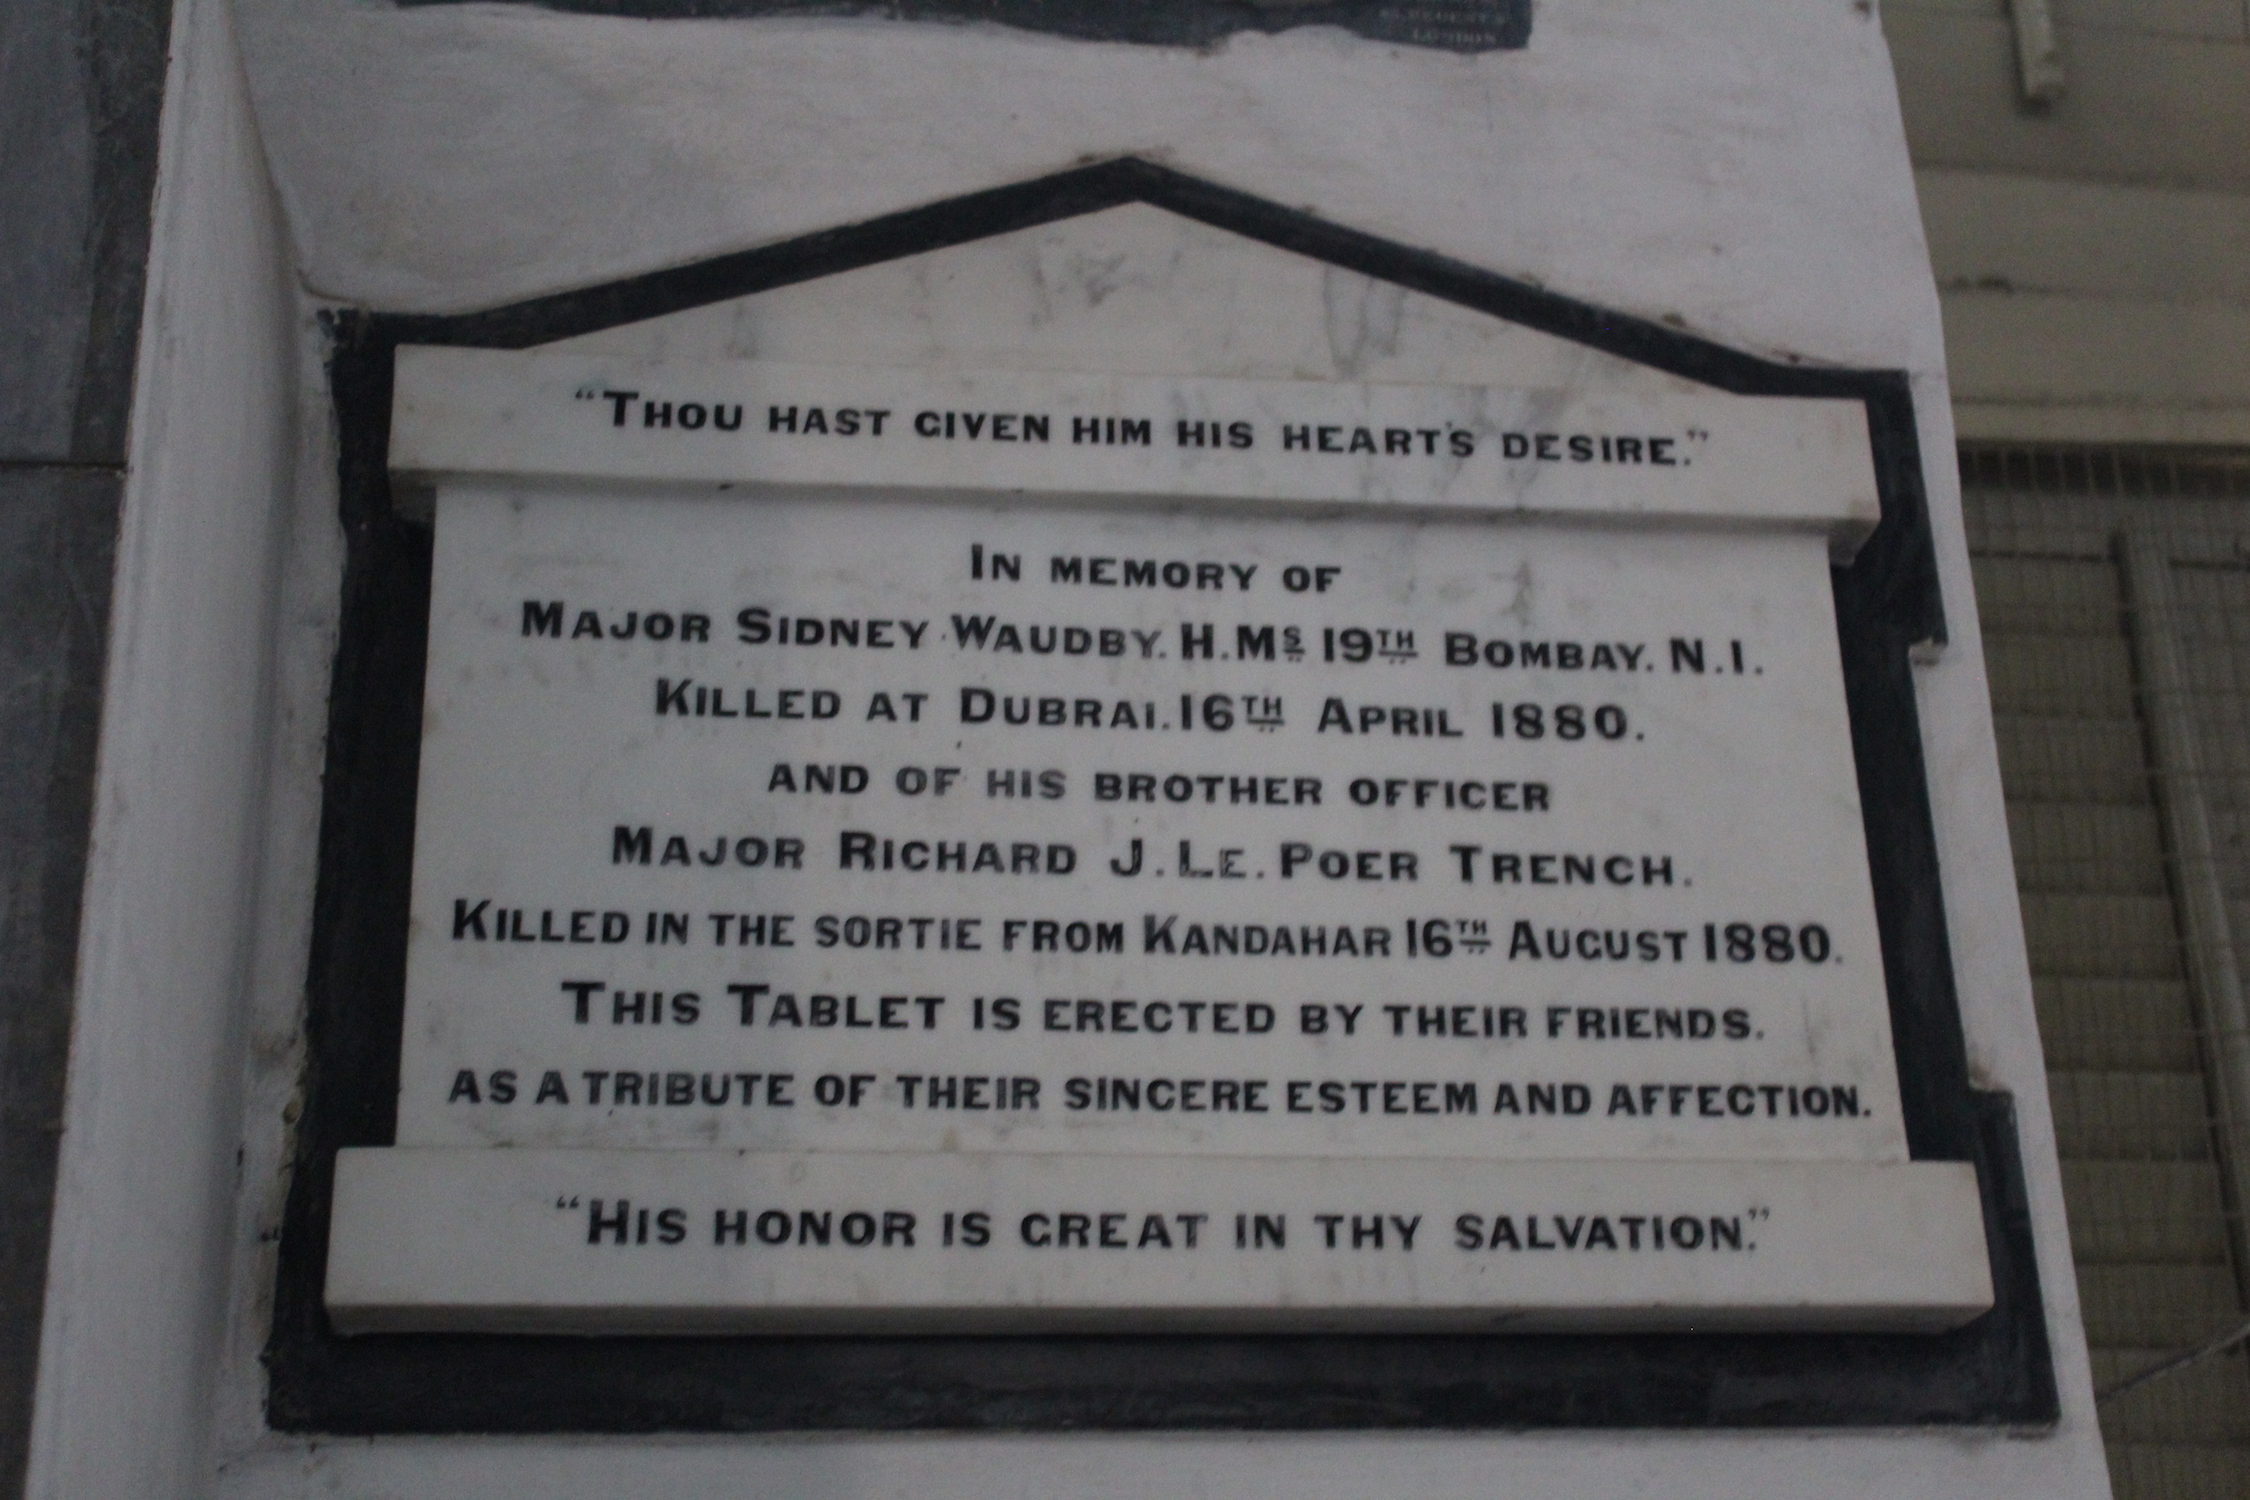 REGENT S
LONDON
"THOU HAST GIVEN HIM HIS HEART'S DESIRE."
IN MEMORY OF
MAJOR SIDNEY WAUDBY. H.MS 19TH BOMBAY. N.I.
KILLED AT DUBRAI. 16TH APRIL 1880.
AND OF HIS BROTHER OFFICER
MAJOR RICHARD J. LE. POER TRENCH.
KILLED IN THE SORTIE FROM KANDAHAR 16TH AUGUST 1880.
THIS TABLET IS ERECTED BY THEIR FRIENDS.
AS A TRIBUTE OF THEIR SINCERE ESTEEM AND AFFECTION.
"HIS HONOR IS GREAT IN THY SALVATION."